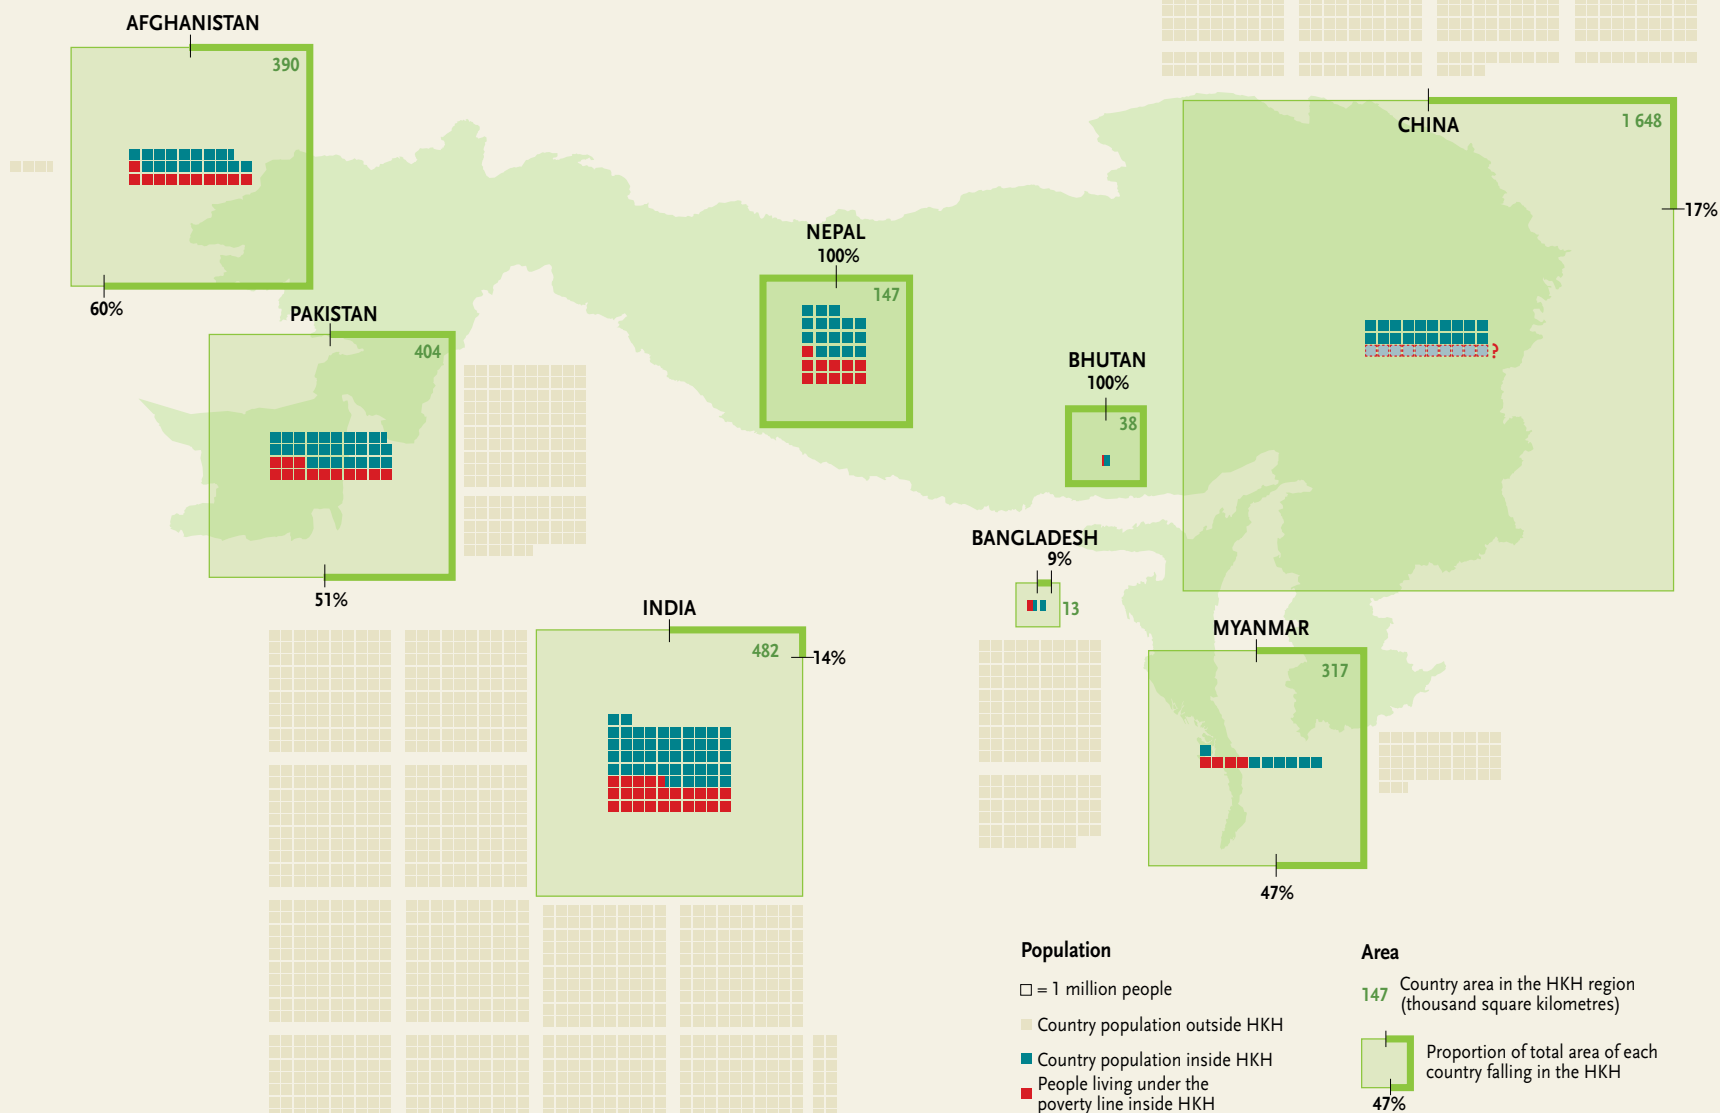 AFGHANISTAN
390
60%
PAKISTAN
404
51%
NEPAL
100%
147
BHUTAN
100%
38
CHINA
1 648
17%
?
BANGLADESH
9%
13
INDIA
482
14%
MYANMAR
317
47%
Population
= 1 million people
Country population outside HKH
Country population inside HKH
People living under the
poverty line inside HKH
Area
147
Country area in the HKH region
(thousand square kilometres)
Proportion of total area of each
country falling in the HKH
47%